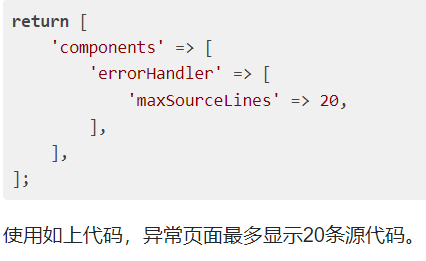 return [
    'components' => [
        'errorHandler' => [
            'maxSourceLines' => 20,
        ],
    ],
];
使用如上代码，异常页面最多显示20条源代码。